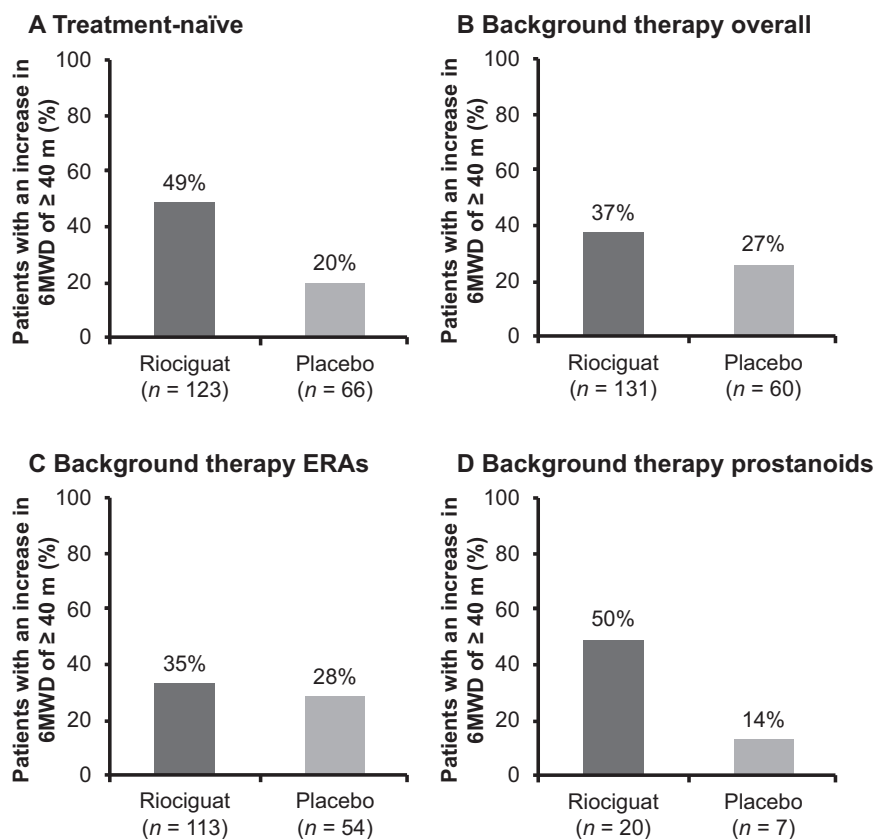 A Treatment-naïve
Patients with an increase in
6MWD of ≥ 40 m (%)
100
80
60
40
20
0
49%
20%
Riociguat
(n = 123)
Placebo
(n = 66)
B Background therapy overall
Patients with an increase in
6MWD of ≥ 40 m (%)
100
80
60
40
20
0
37%
27%
Riociguat
(n = 131)
Placebo
(n = 60)
C Background therapy ERAs
Patients with an increase in
6MWD of ≥ 40 m (%)
100
80
60
40
20
0
35%
28%
Riociguat
(n = 113)
Placebo
(n = 54)
D Background therapy prostanoids
Patients with an increase in
6MWD of ≥ 40 m (%)
100
80
60
40
20
0
50%
14%
Riociguat
(n = 20)
Placebo
(n = 7)